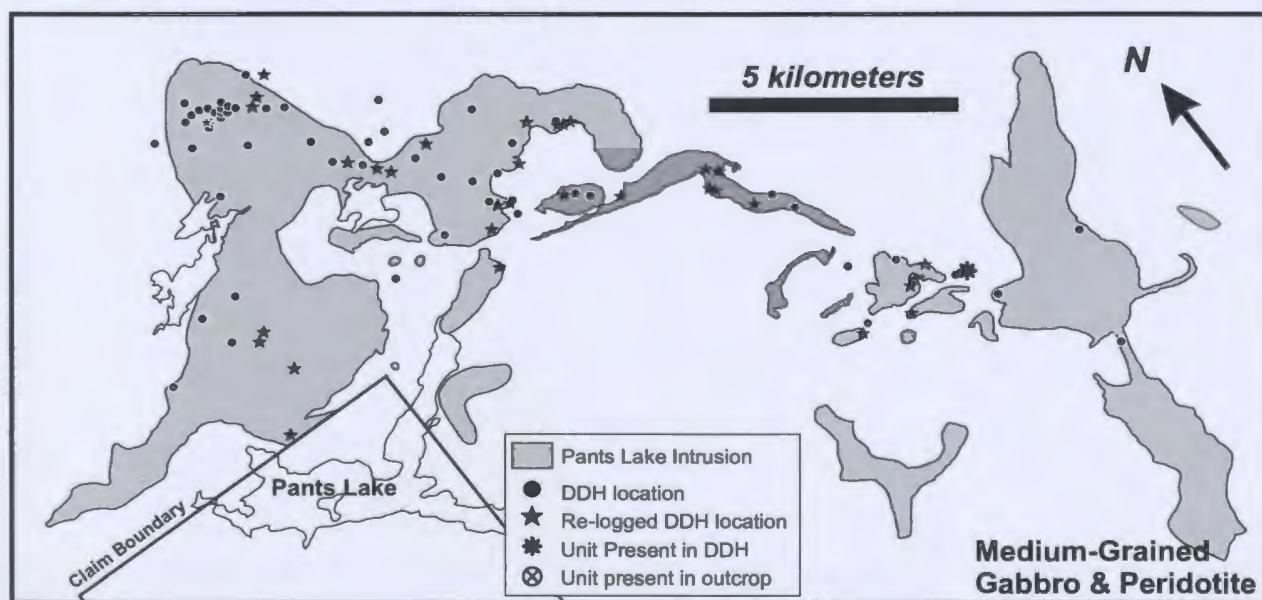 5 kilometers
N
Pants Lake
Claim Boundary
Pants Lake Intrusion
DDH location
Re-logged DDH location
Unit Present in DDH
Unit present in outcrop
Medium-Grained
Gabbro & Peridotite